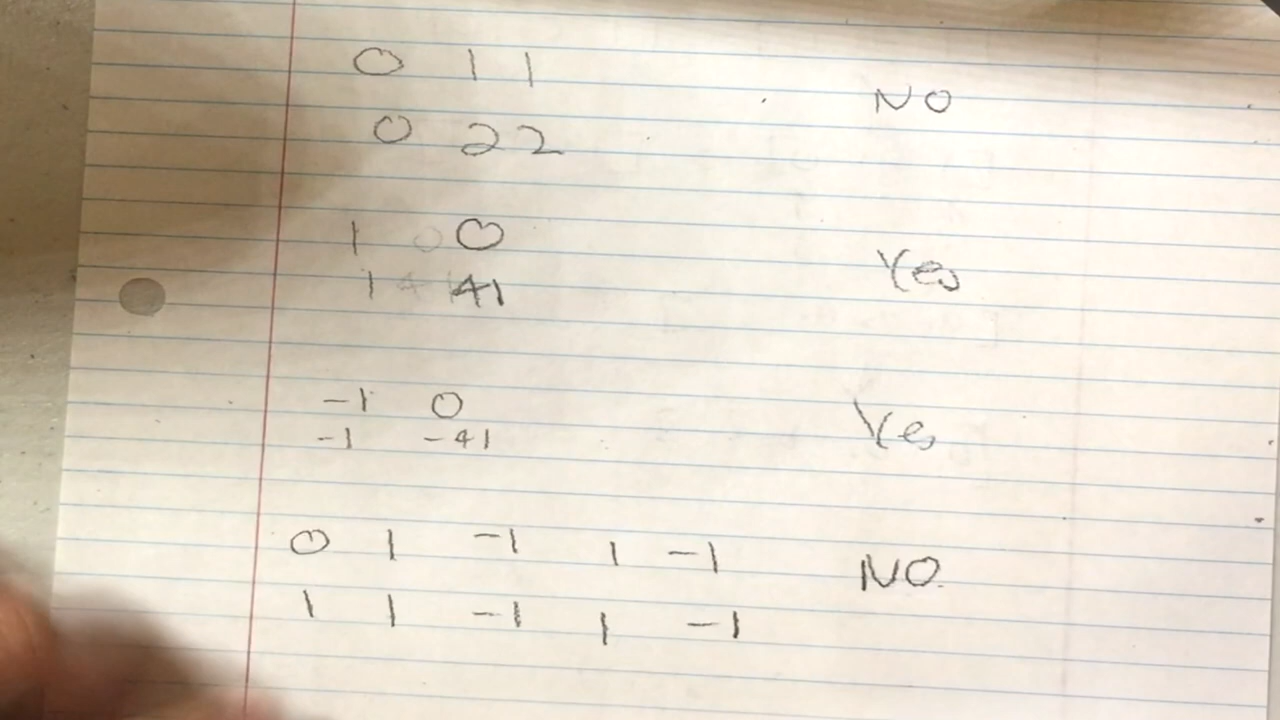 0 1 1
NO
0 2 2
1 0 0
Yes
1 41
-1 0
Yes
-1 -41
0 1 -1 1 -1
NO
1 1 -1 1 -1